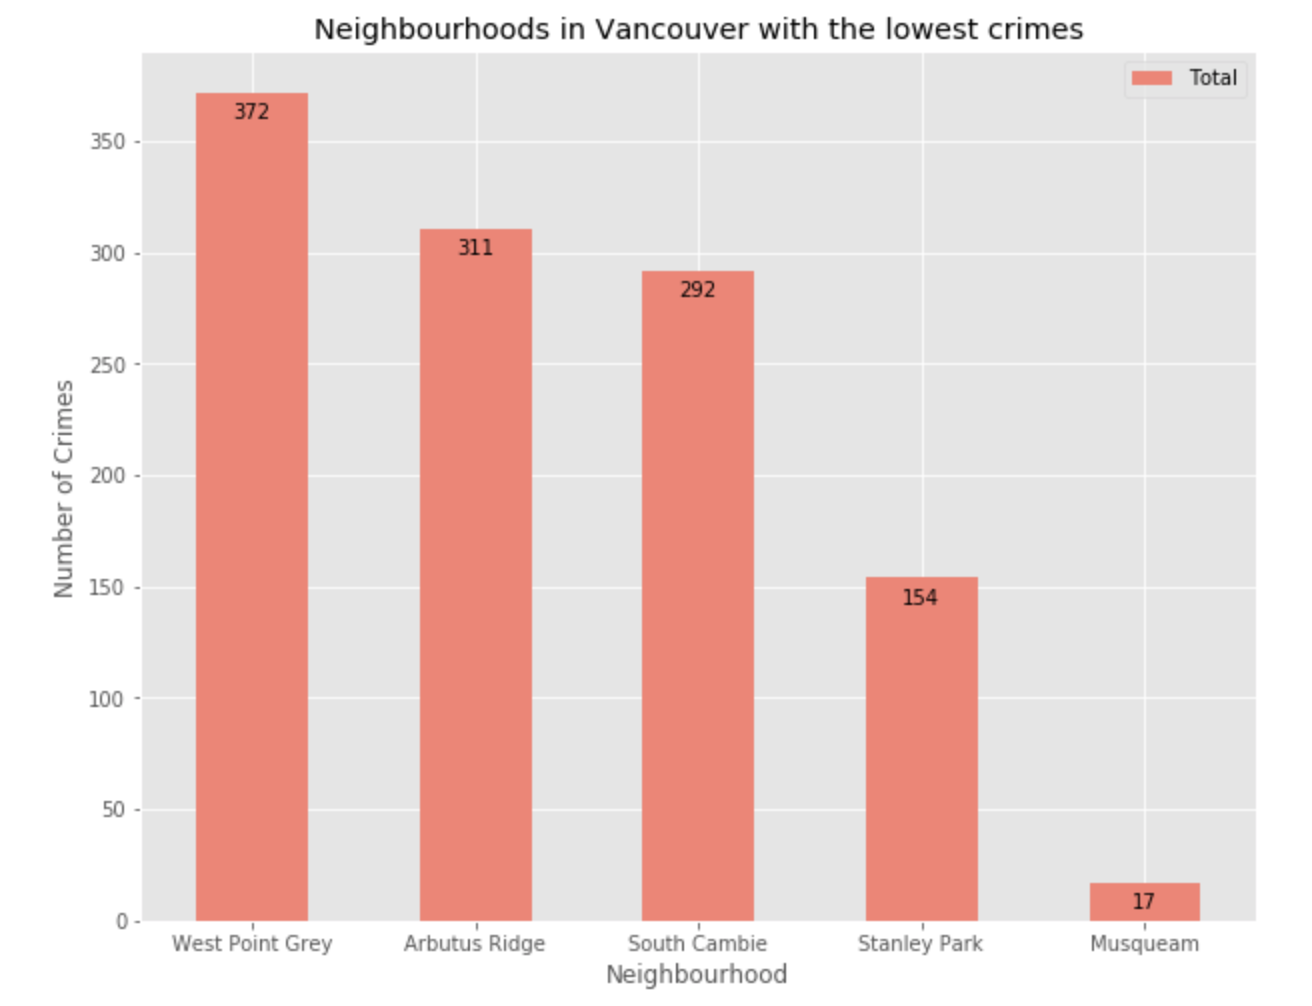 Neighbourhoods in Vancouver with the lowest crimes
Total
372
311
292
154
17
350
300
250
200
150
100
50
0
Number of Crimes
West Point Grey
Arbutus Ridge
South Cambie
Stanley Park
Musqueam
Neighbourhood